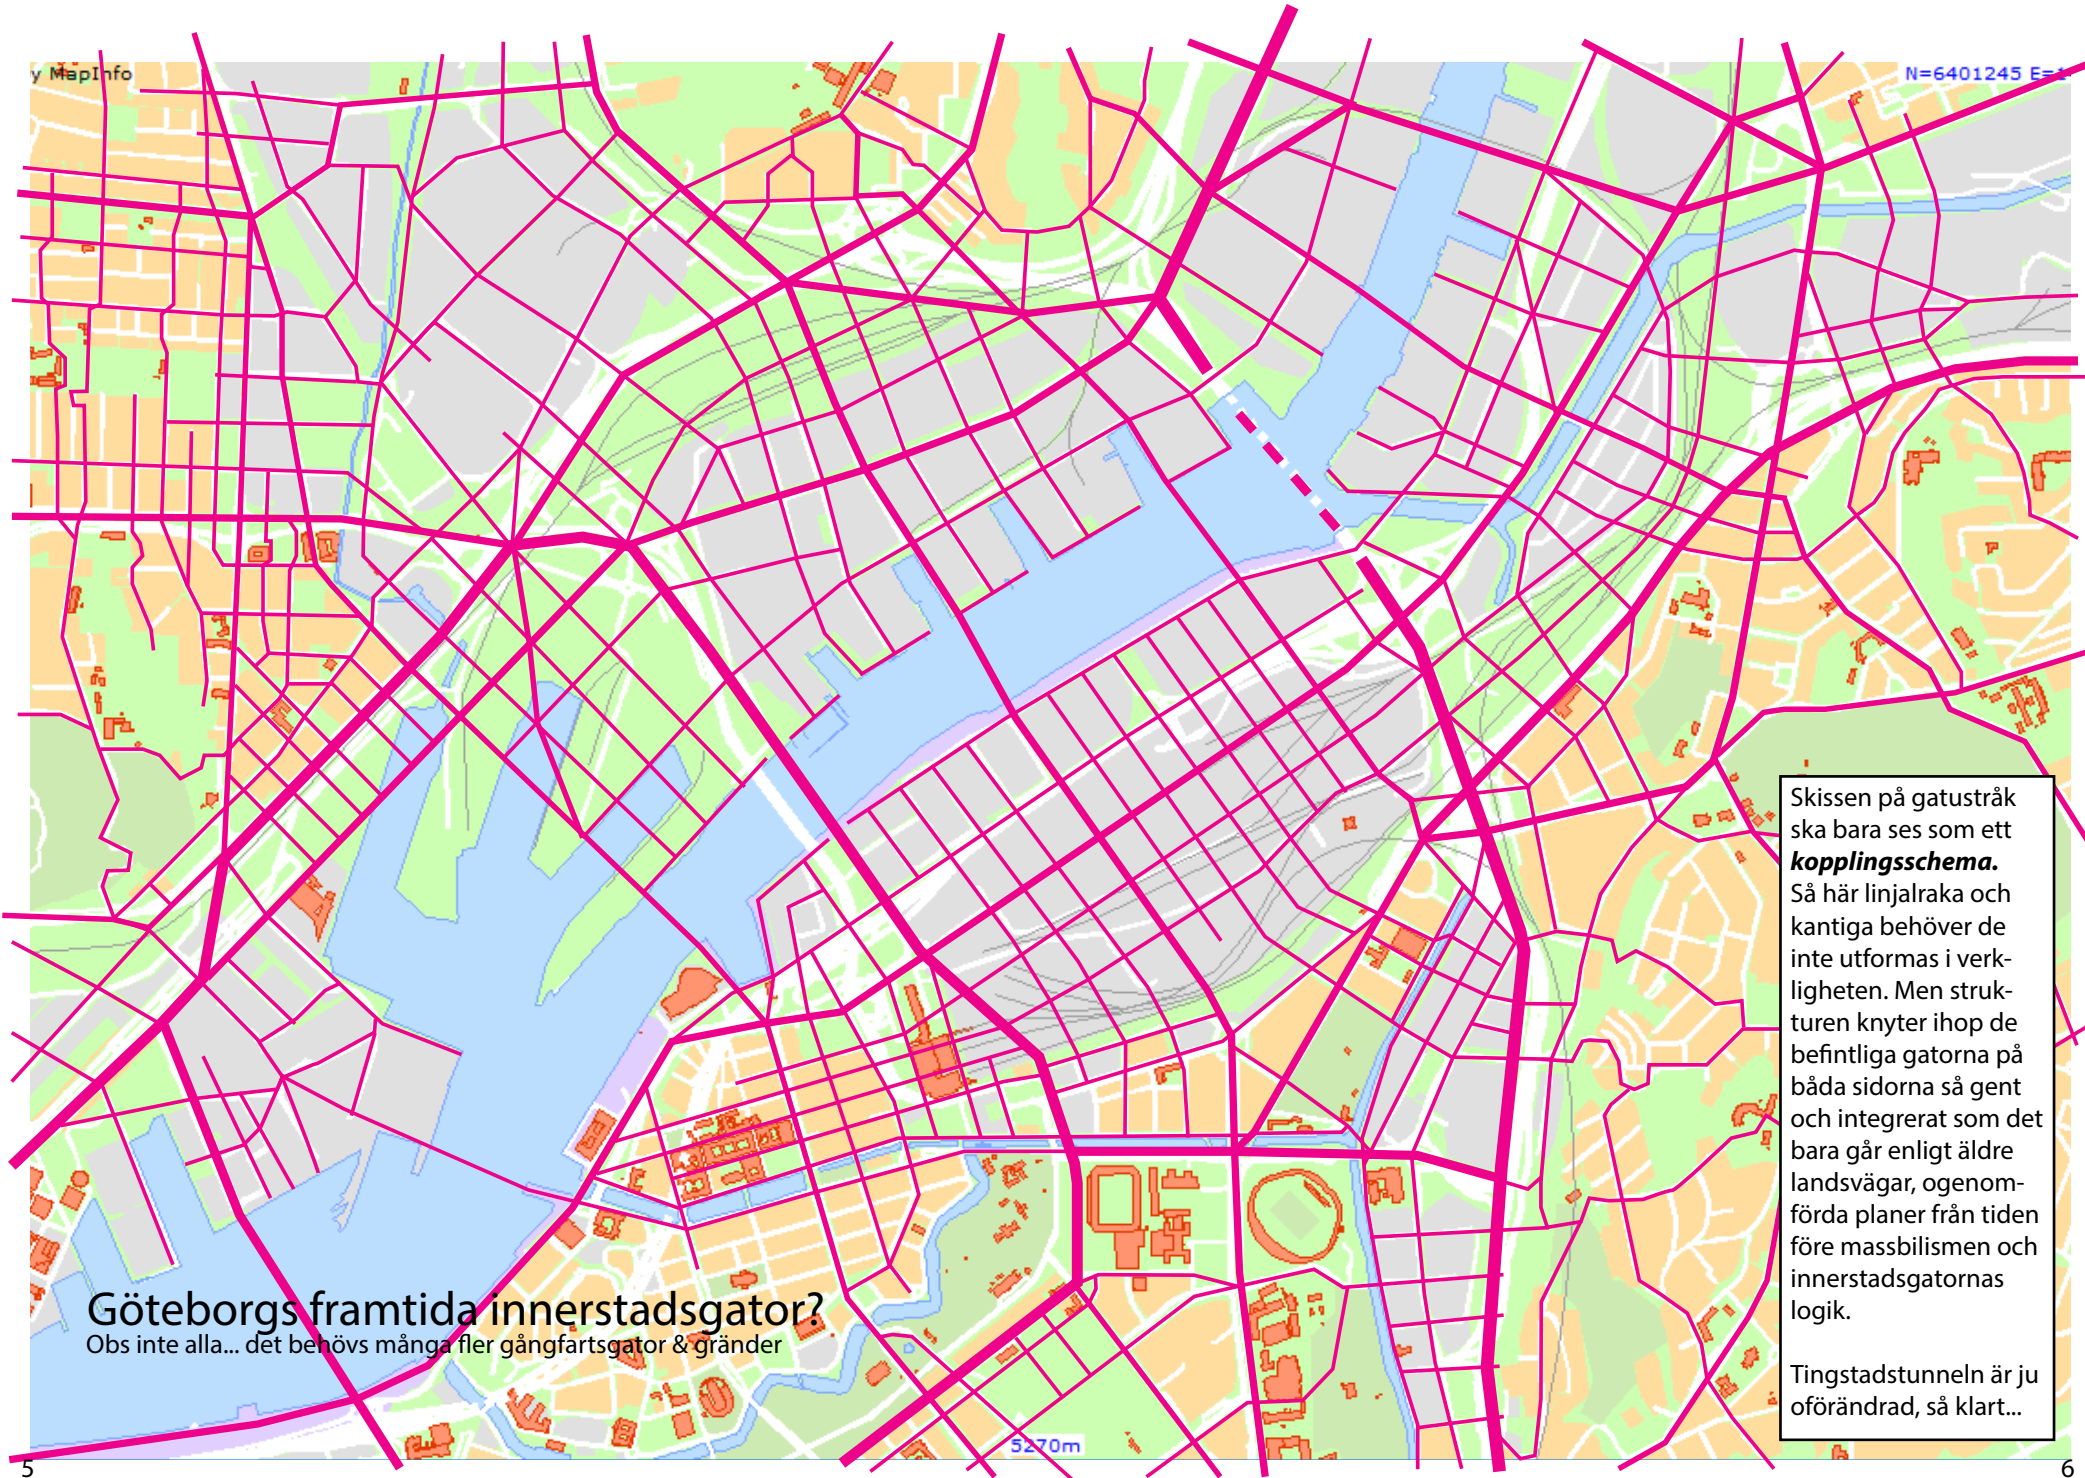 y MapInfo
N=6401245 E=1
Skissen på gatustråk
ska bara ses som ett
kopplingsschema.
Så här linjalraka och
kantiga behöver de
inte utformas i verk-
ligheten. Men struk-
turen knyter ihop de
befintliga gatorna på
båda sidorna så gent
och integrerat som det
bara går enligt äldre
landsvägar, ogenom-
förda planer från tiden
före massbilismen och
innerstadsgatornas
logik.
Tingstadstunneln är ju
oförändrad, så klart...
Göteborgs framtida innerstadsgator?
Obs inte alla... det behövs många fler gångfartsgator & gränder
5270m
5
6